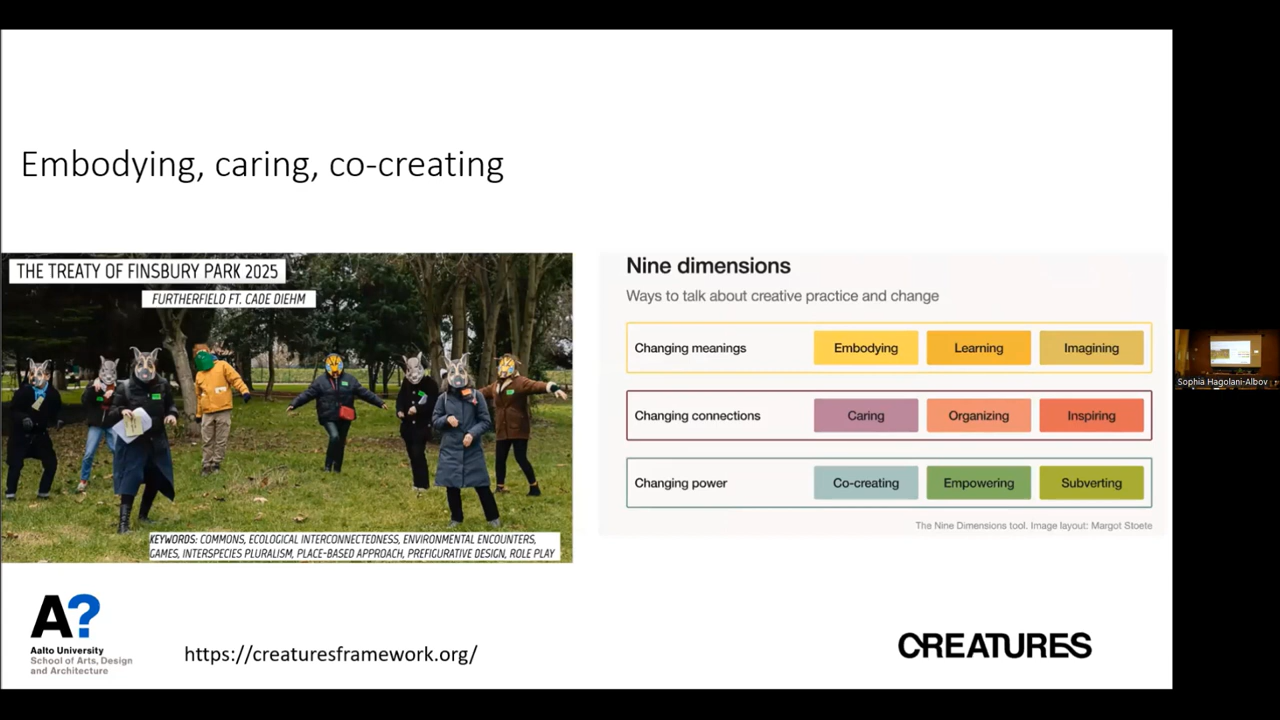 Embodying, caring, co-creating
THE TREATY OF FINSBURY PARK 2025
FURTHERFIELD FT. CADE DIEHM
KEYWORDS: COMMONS, ECOLOGICAL INTERCONNECTEDNESS, ENVIRONMENTAL ENCOUNTERS,
GAMES, INTERSPECIES PLURALISM, PLACE-BASED APPROACH, PREFIGURATIVE DESIGN, ROLE PLAY
Nine dimensions
Ways to talk about creative practice and change
Changing meanings Embodying Learning Imagining
Changing connections Caring Organizing Inspiring
Changing power Co-creating Empowering Subverting
The Nine Dimensions tool. Image layout: Margot Stoete
Sophia Hagolani-Albov
A?
Aalto University
School of Arts, Design
and Architecture
https://creaturesframework.org/
CREATURES